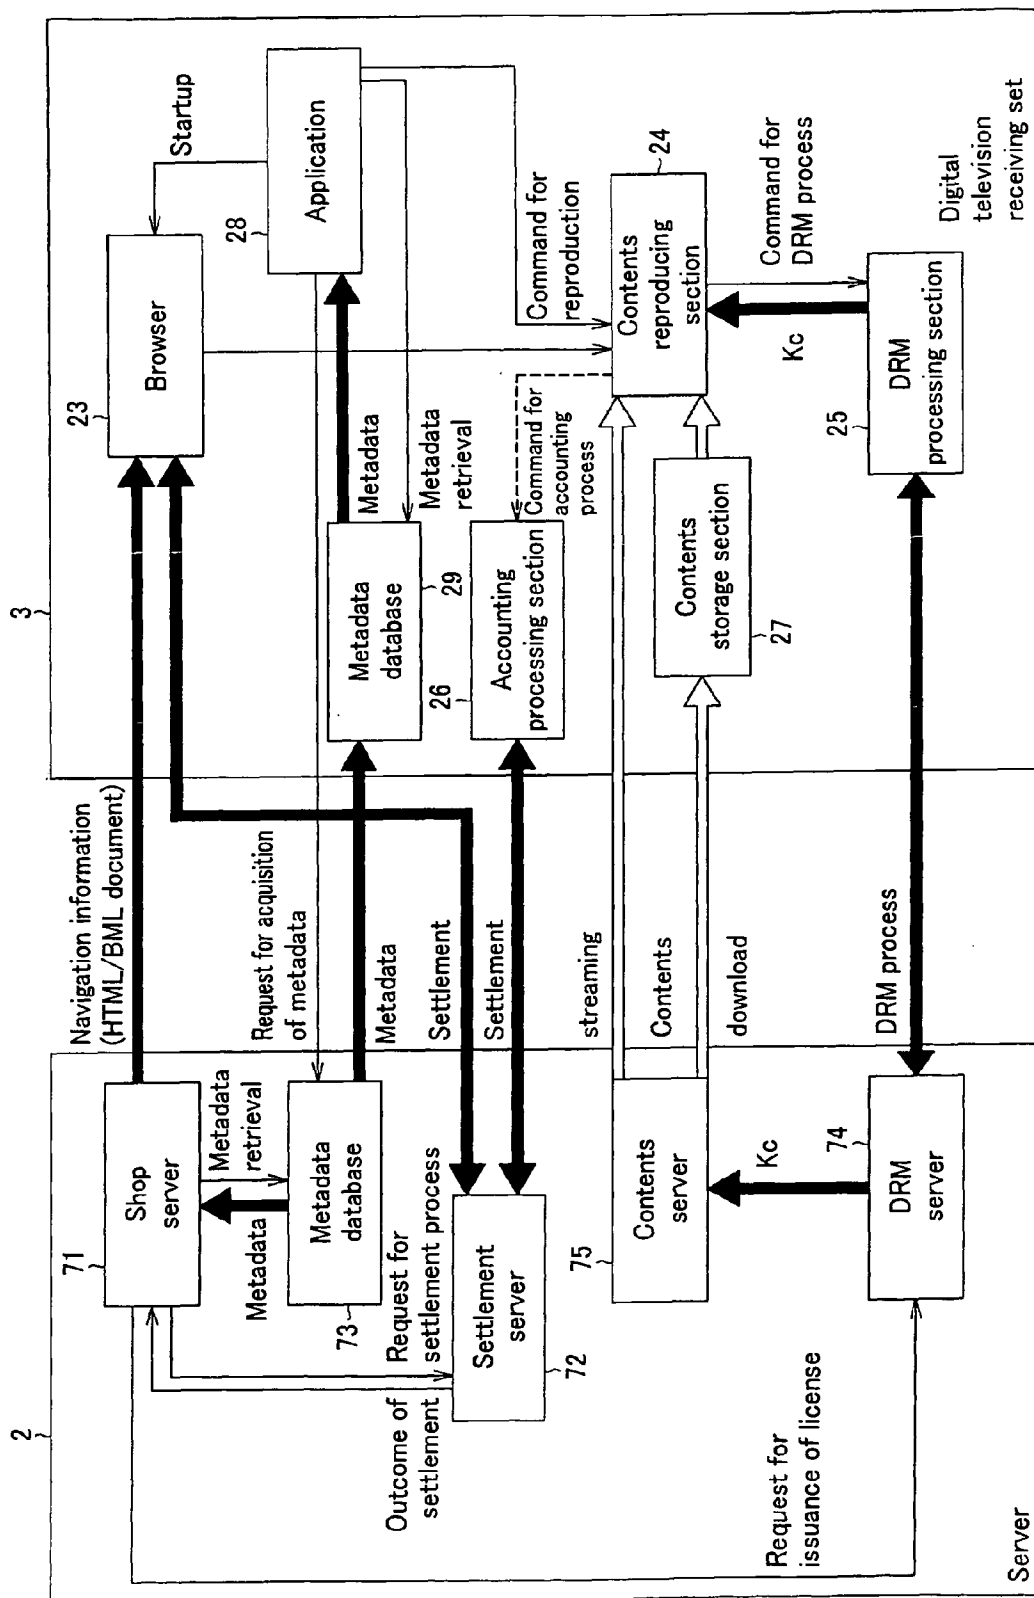 2
3
Server
Digital
television
receiving set
71
Shop
server
Navigation information
(HTML/BML document)
23
Browser
Startup
Metadata
retrieval
Metadata
Request for acquisition
of metadata
28
Application
73
Metadata
database
Metadata
Metadata
database
29
Metadata
Metadata
retrieval
Outcome of
settlement
Request for
settlement process
Settlement
server
72
Settlement
Settlement
26
Accounting
processing section
Command for
accounting
process
Command for
reproduction
75
Contents
server
streaming
Contents
download
Contents
storage section
27
Contents
reproducing
section
24
Kc
Kc
Command for
DRM process
Request for
issuance of license
74
DRM
server
DRM process
25
DRM
processing section